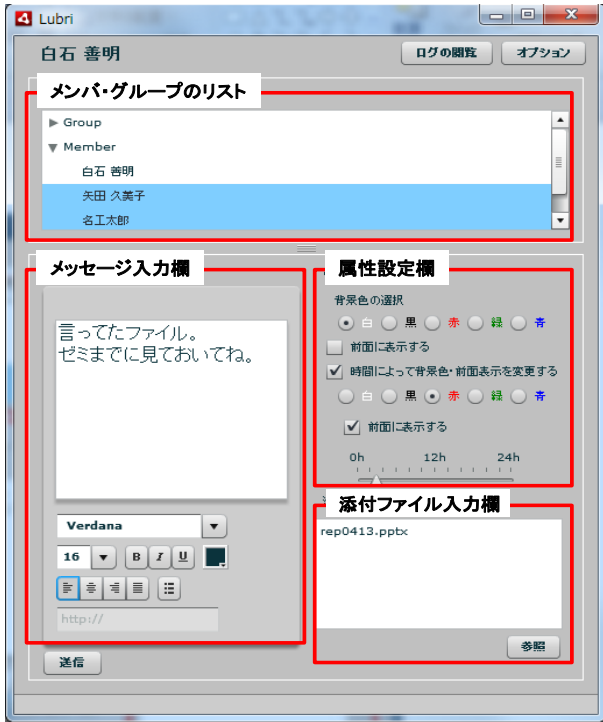 Lubri
白石 善明
ログの閲覧
オプション
メンバ・グループのリスト
Group
Member
白石 善明
矢田 久美子
名工太郎
メッセージ入力欄
言ってたファイル。
ゼミまでに見ておいてね。
Verdana
16
B I U
http://
送信
属性設定欄
背景色の選択
白 黒 赤 緑 青
前面に表示する
時間によって背景色・前面表示を変更する
白 黒 赤 緑 青
前面に表示する
0h 12h 24h
添付ファイル入力欄
rep0413.pptx
参照